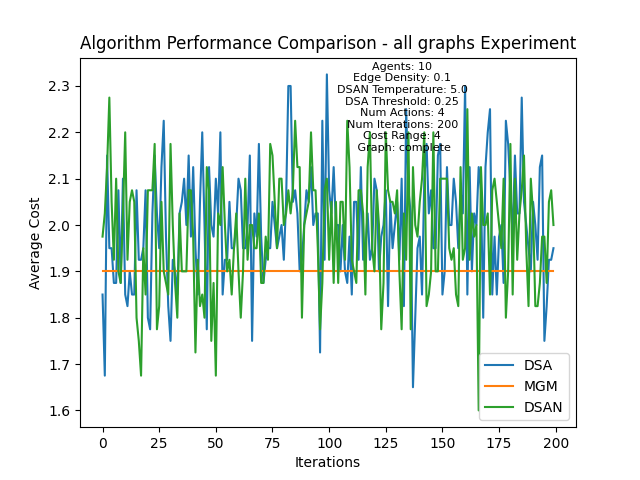 Algorithm Performance Comparison - all graphs Experiment
Agents: 10
Edge Density: 0.1
DSAN Temperature: 5.0
DSA Threshold: 0.25
Num Actions: 4
Num Iterations: 200
Cost Range: 4
Graph: complete
Average Cost
2.3
2.2
2.1
2.0
1.9
1.8
1.7
1.6
DSA
MGM
DSAN
0 25 50 75 100 125 150 175 200
Iterations